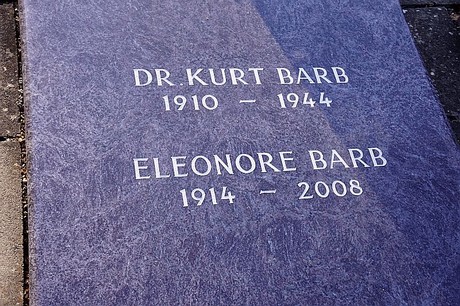 DR. KURT BARB
1910 – 1944
ELEONORE BARB
1914 – 2008